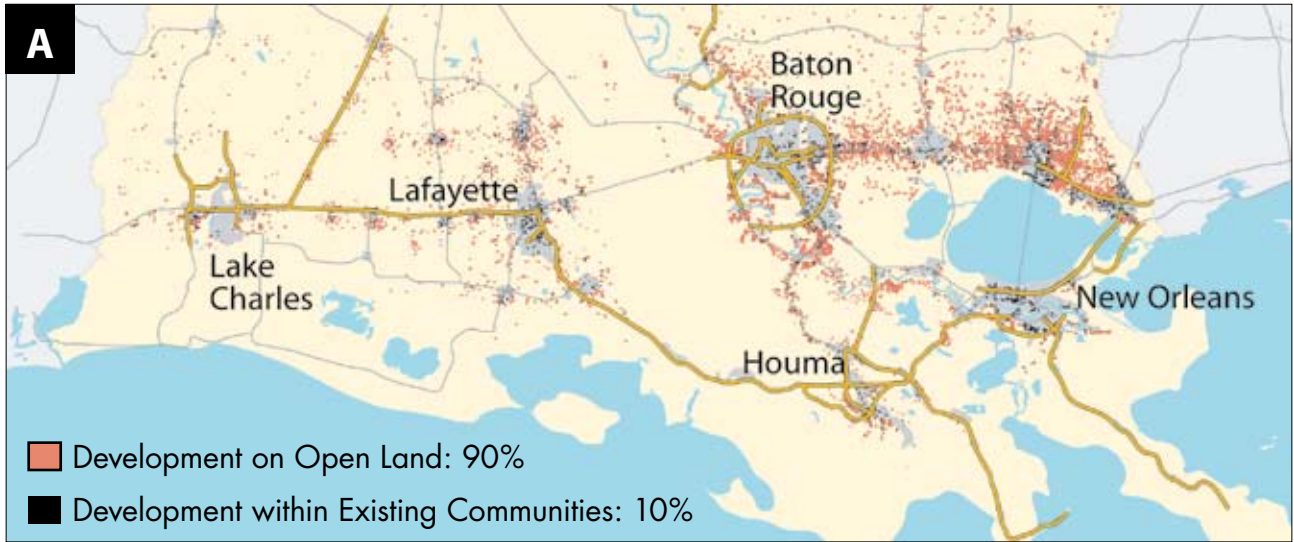 A
Baton
Rouge
Lafayette
Lake
Charles
New Orleans
Houma
Development on Open Land: 90%
Development within Existing Communities: 10%